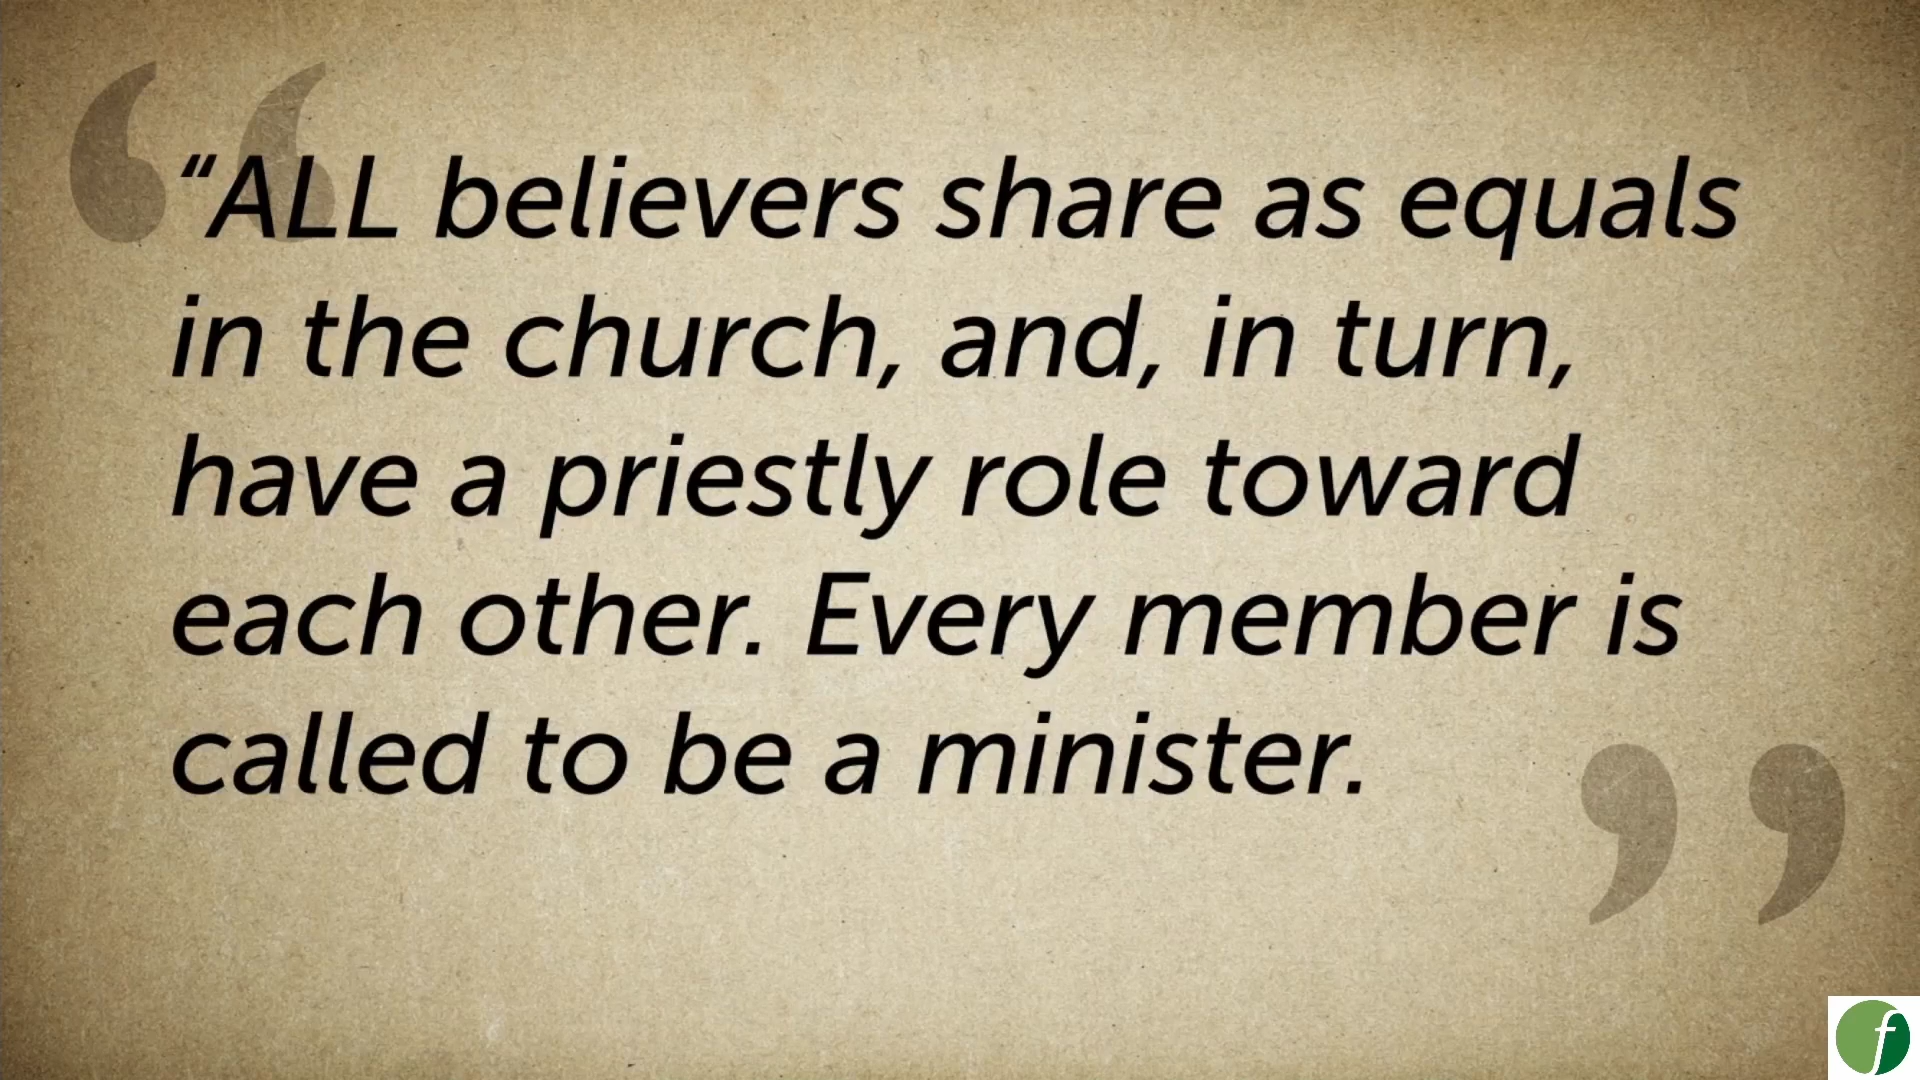 “ALL believers share as equals
in the church, and, in turn,
have a priestly role toward
each other. Every member is
called to be a minister.
f